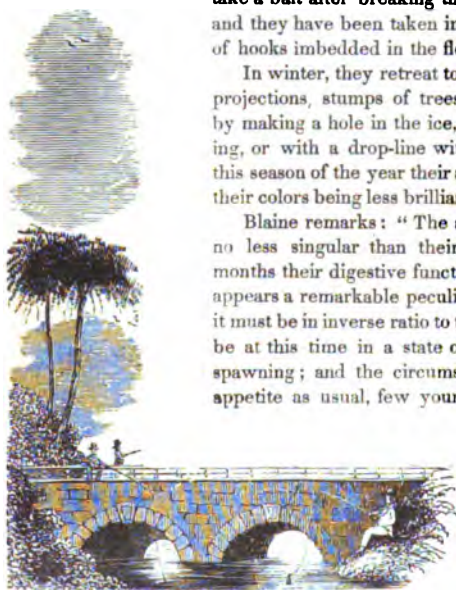 take a bait after breaking th
and they have been taken in
of hooks imbedded in the fle
In winter, they retreat to
projections, stumps of trees
by making a hole in the ice,
ing, or with a drop-line wit
this season of the year their
their colors being less brillia
Blaine remarks: “ The
no less singular than their
months their digestive funct
appears a remarkable peculi
it must be in inverse ratio to t
be at this time in a state o
spawning; and the circums
appetite as usual, few your